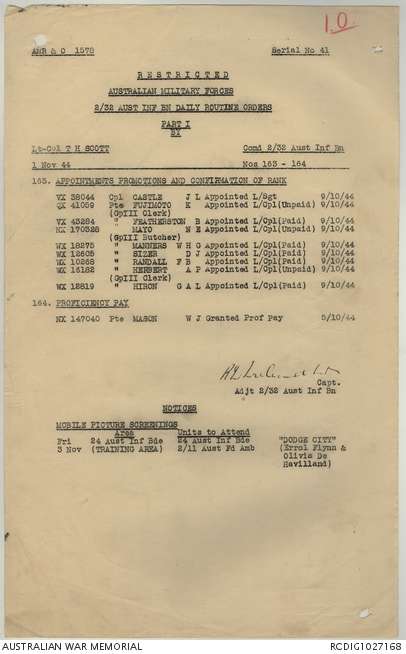 10
AMR & O 1578 Serial No 41
RESTRICTED
AUSTRALIAN MILITARY FORCES
2/32 AUST INF BN DAILY ROUTINE ORDERS
PART I
BY
Lt-Col T H SCOTT Comd 2/32 Aust Inf Bn
1 Nov 44 Nos 163 - 164
163. APPOINTMENTS PROMOTIONS AND CONFIRMATION OF RANK
VX 38044 Cpl CASTLE J L Appointed L/Sgt 9/10/44
QX 41059 Pte FUJIMOTO K Appointed L/Cpl(Unpaid) 9/10/44
(GpIII Clerk)
VX 43284 " FEATHERSTON B Appointed L/Cpl(Paid) 9/10/44
NX 170328 " MAYO N E Appointed L/Cpl(Unpaid) 9/10/44
(GpIII Butcher)
WX 18275 " MANNERS W H G Appointed L/Cpl(Paid) 9/10/44
WX 12605 " SIZER D J Appointed L/Cpl(Paid) 9/10/44
WX 10268 " RANDALL F B Appointed L/Cpl(Paid) 9/10/44
WX 16182 " HERBERT A P Appointed L/Cpl(Unpaid) 9/10/44
(GpIII Clerk)
WX 12819 " HIRON G A L Appointed L/Cpl(Paid) 9/10/44
164. PROFICIENCY PAY
NX 147040 Pte MASON W J Granted Prof Pay 5/10/44
Capt.
Adjt 2/32 Aust Inf Bn
NOTICES
MOBILE PICTURE SCREENINGS
Area Units to Attend
Fri 24 Aust Inf Bde 24 Aust Inf Bde "DODGE CITY"
3 Nov (TRAINING AREA) 2/11 Aust Fd Amb (Errol Flynn &
Olivia De
Havilland)
AUSTRALIAN WAR MEMORIAL RCDIG1027168